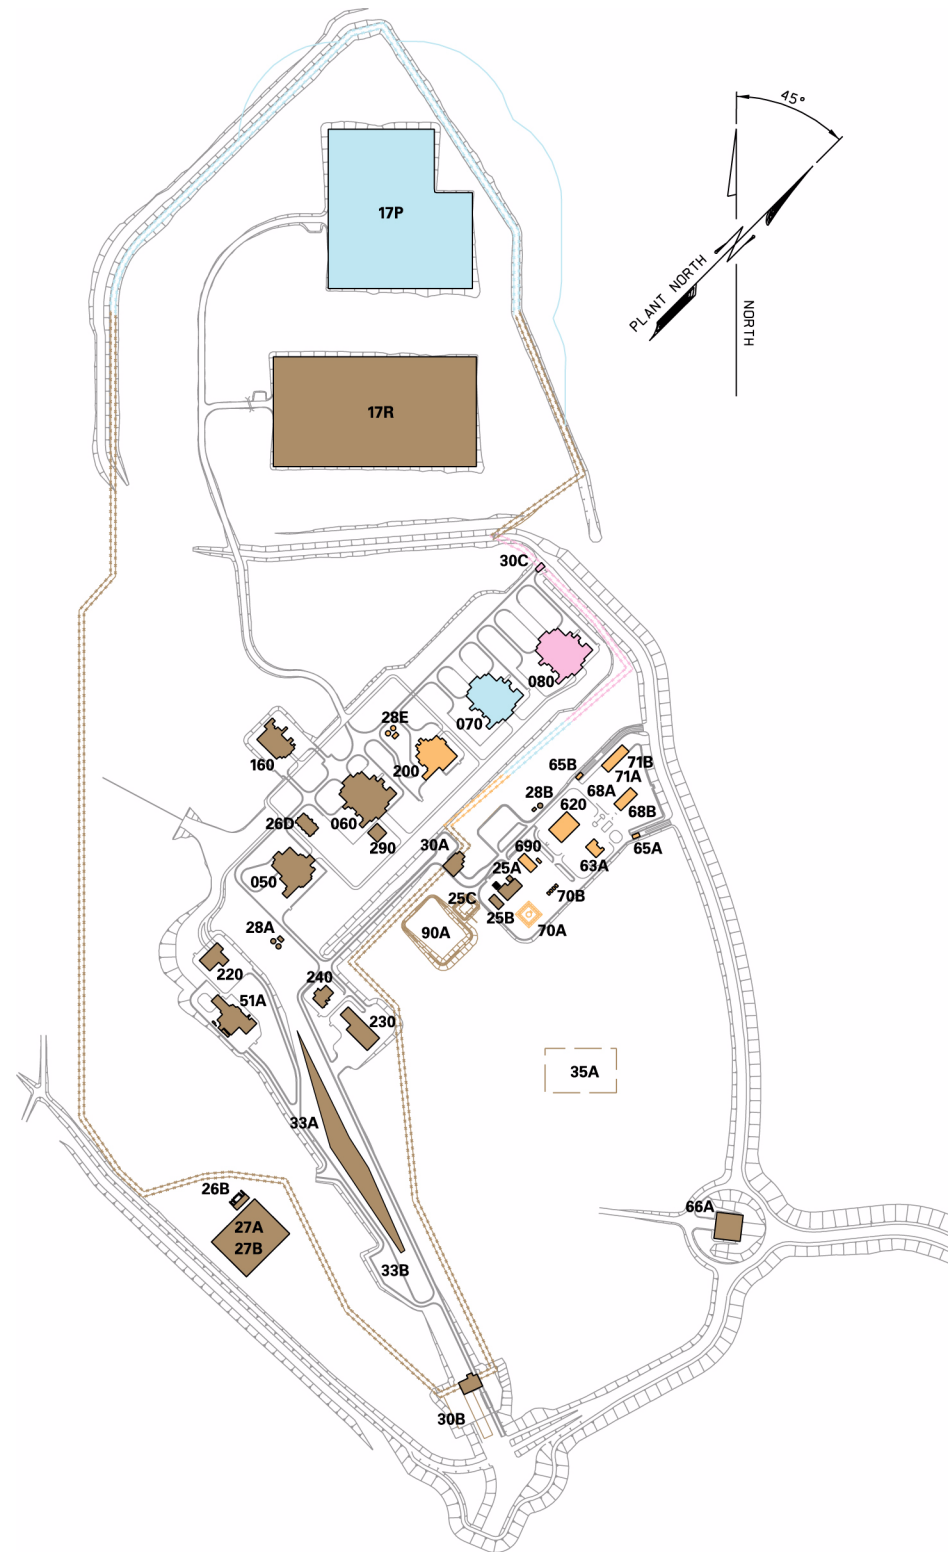 45°
17P
PLANT NORTH
NORTH
17R
30C
080
070
28E
160
200
65B
71B
71A
68A
28B
620
68B
26D
060
290
30A
690
65A
63A
050
25A
25C
70B
25B
28A
90A
70A
220
240
51A
230
35A
33A
26B
66A
27A
27B
33B
30B